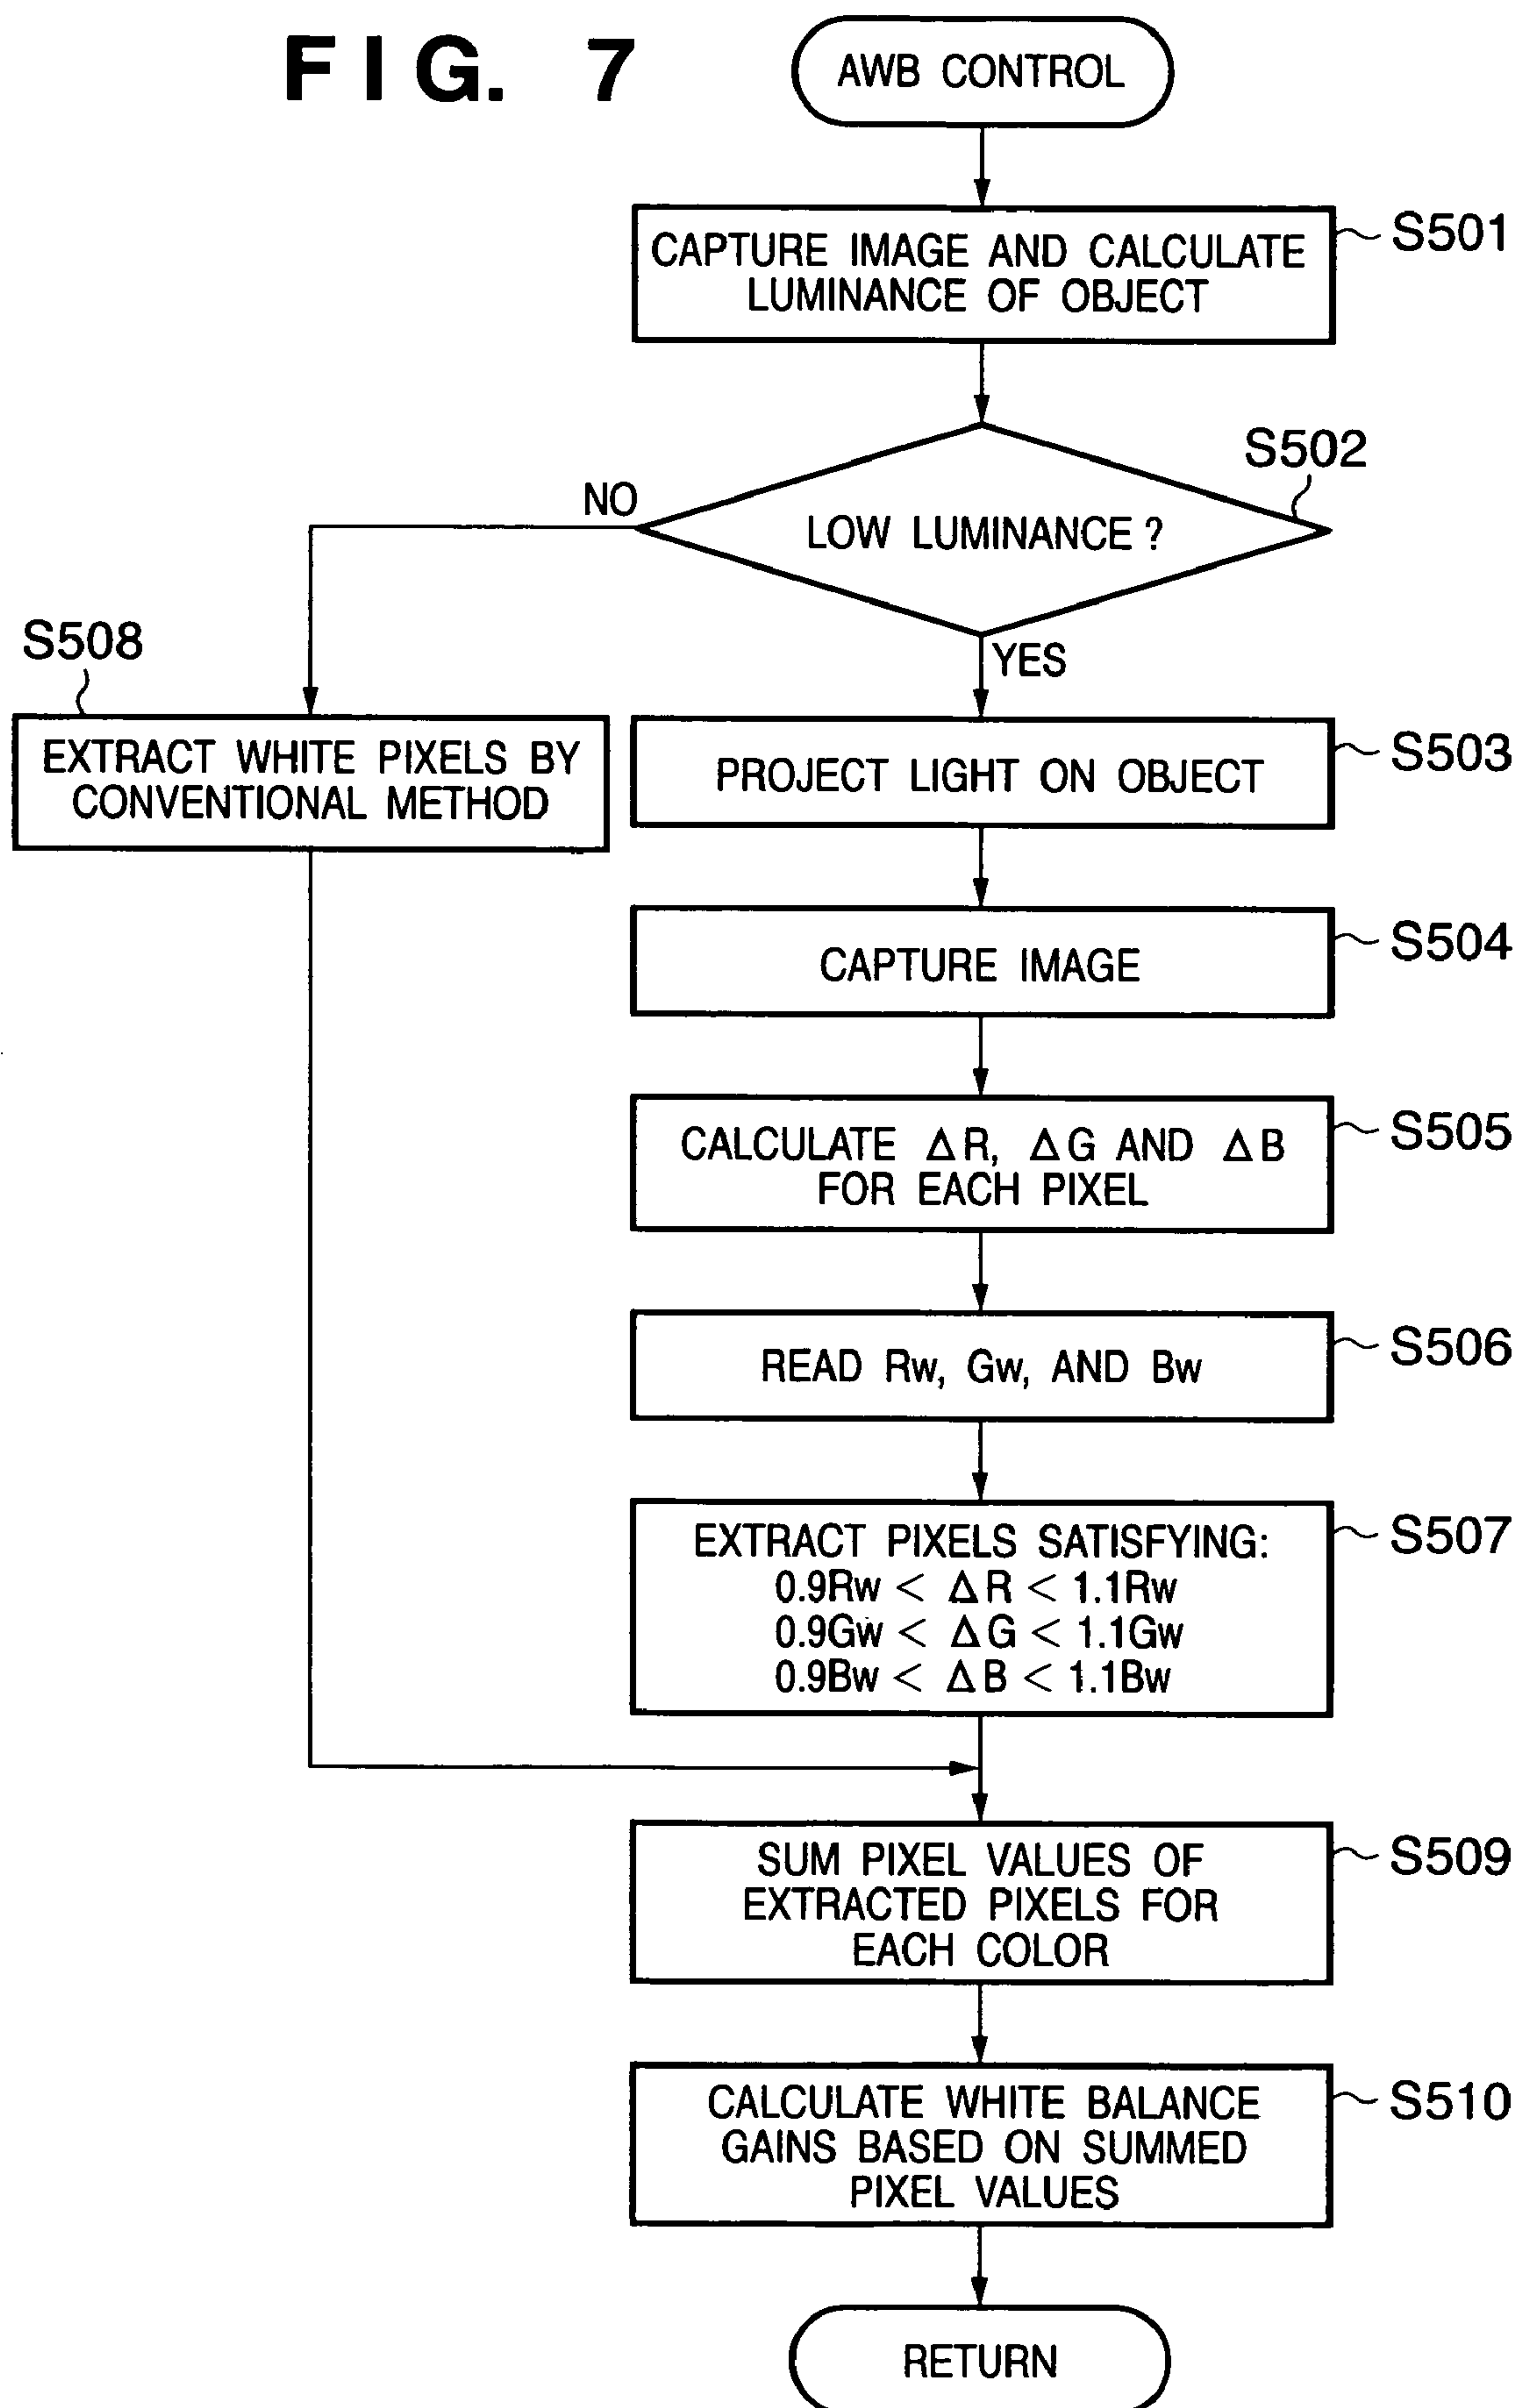 FIG. 7
AWB CONTROL
CAPTURE IMAGE AND CALCULATE
LUMINANCE OF OBJECT
S501
LOW LUMINANCE ?
S502
NO
YES
S508
EXTRACT WHITE PIXELS BY
CONVENTIONAL METHOD
PROJECT LIGHT ON OBJECT
S503
CAPTURE IMAGE
S504
CALCULATE ΔR, ΔG AND ΔB
FOR EACH PIXEL
S505
READ Rw, Gw, AND Bw
S506
EXTRACT PIXELS SATISFYING:
0.9Rw < ΔR < 1.1Rw
0.9Gw < ΔG < 1.1Gw
0.9Bw < ΔB < 1.1Bw
S507
SUM PIXEL VALUES OF
EXTRACTED PIXELS FOR
EACH COLOR
S509
CALCULATE WHITE BALANCE
GAINS BASED ON SUMMED
PIXEL VALUES
S510
RETURN